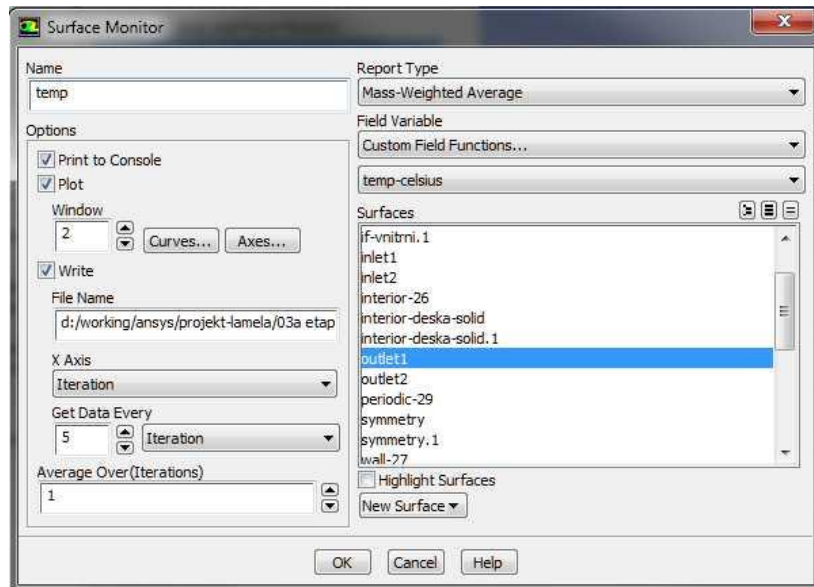 Surface Monitor
Name
temp
Options
Print to Console
Plot
Window
2
Curves...
Axes...
Write
File Name
d:/working/ansys/projekt-lamela/03a etap
X Axis
Iteration
Get Data Every
5
Iteration
Average Over(Iterations)
1
Report Type
Mass-Weighted Average
Field Variable
Custom Field Functions...
temp-celsius
Surfaces
if-vnitrni.1
inlet1
inlet2
interior-26
interior-deska-solid
interior-deska-solid.1
outlet1
outlet2
periodic-29
symmetry
symmetry.1
wall-27
Highlight Surfaces
New Surface
OK
Cancel
Help